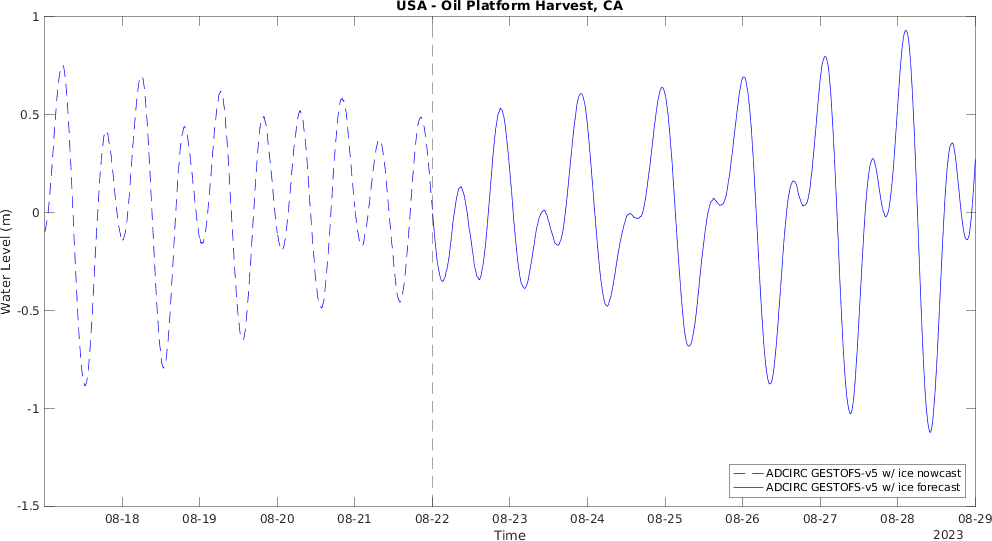 USA - Oil Platform Harvest, CA
1
0.5
0
-0.5
-1
-1.5
Water Level (m)
ADCIRC GESTOFS-v5 w/ ice nowcast
ADCIRC GESTOFS-v5 w/ ice forecast
08-18 08-19 08-20 08-21 08-22 08-23 08-24 08-25 08-26 08-27 08-28 08-29
Time
2023